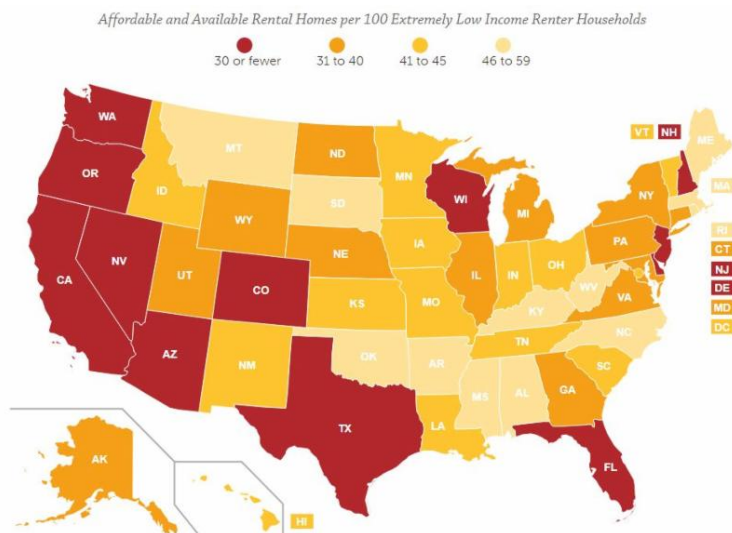 Affordable and Available Rental Homes per 100 Extremely Low Income Renter Households
30 or fewer
31 to 40
41 to 45
46 to 59
WA
MT
ND
MN
VT
NH
ME
OR
ID
SD
WI
MI
NY
MA
WY
RI
NV
NE
IA
PA
CT
CA
UT
CO
IL
IN
OH
NJ
KS
MO
WV
VA
DE
KY
MD
AZ
NM
OK
AR
TN
NC
DC
MS
AL
GA
SC
TX
LA
AK
FL
HI